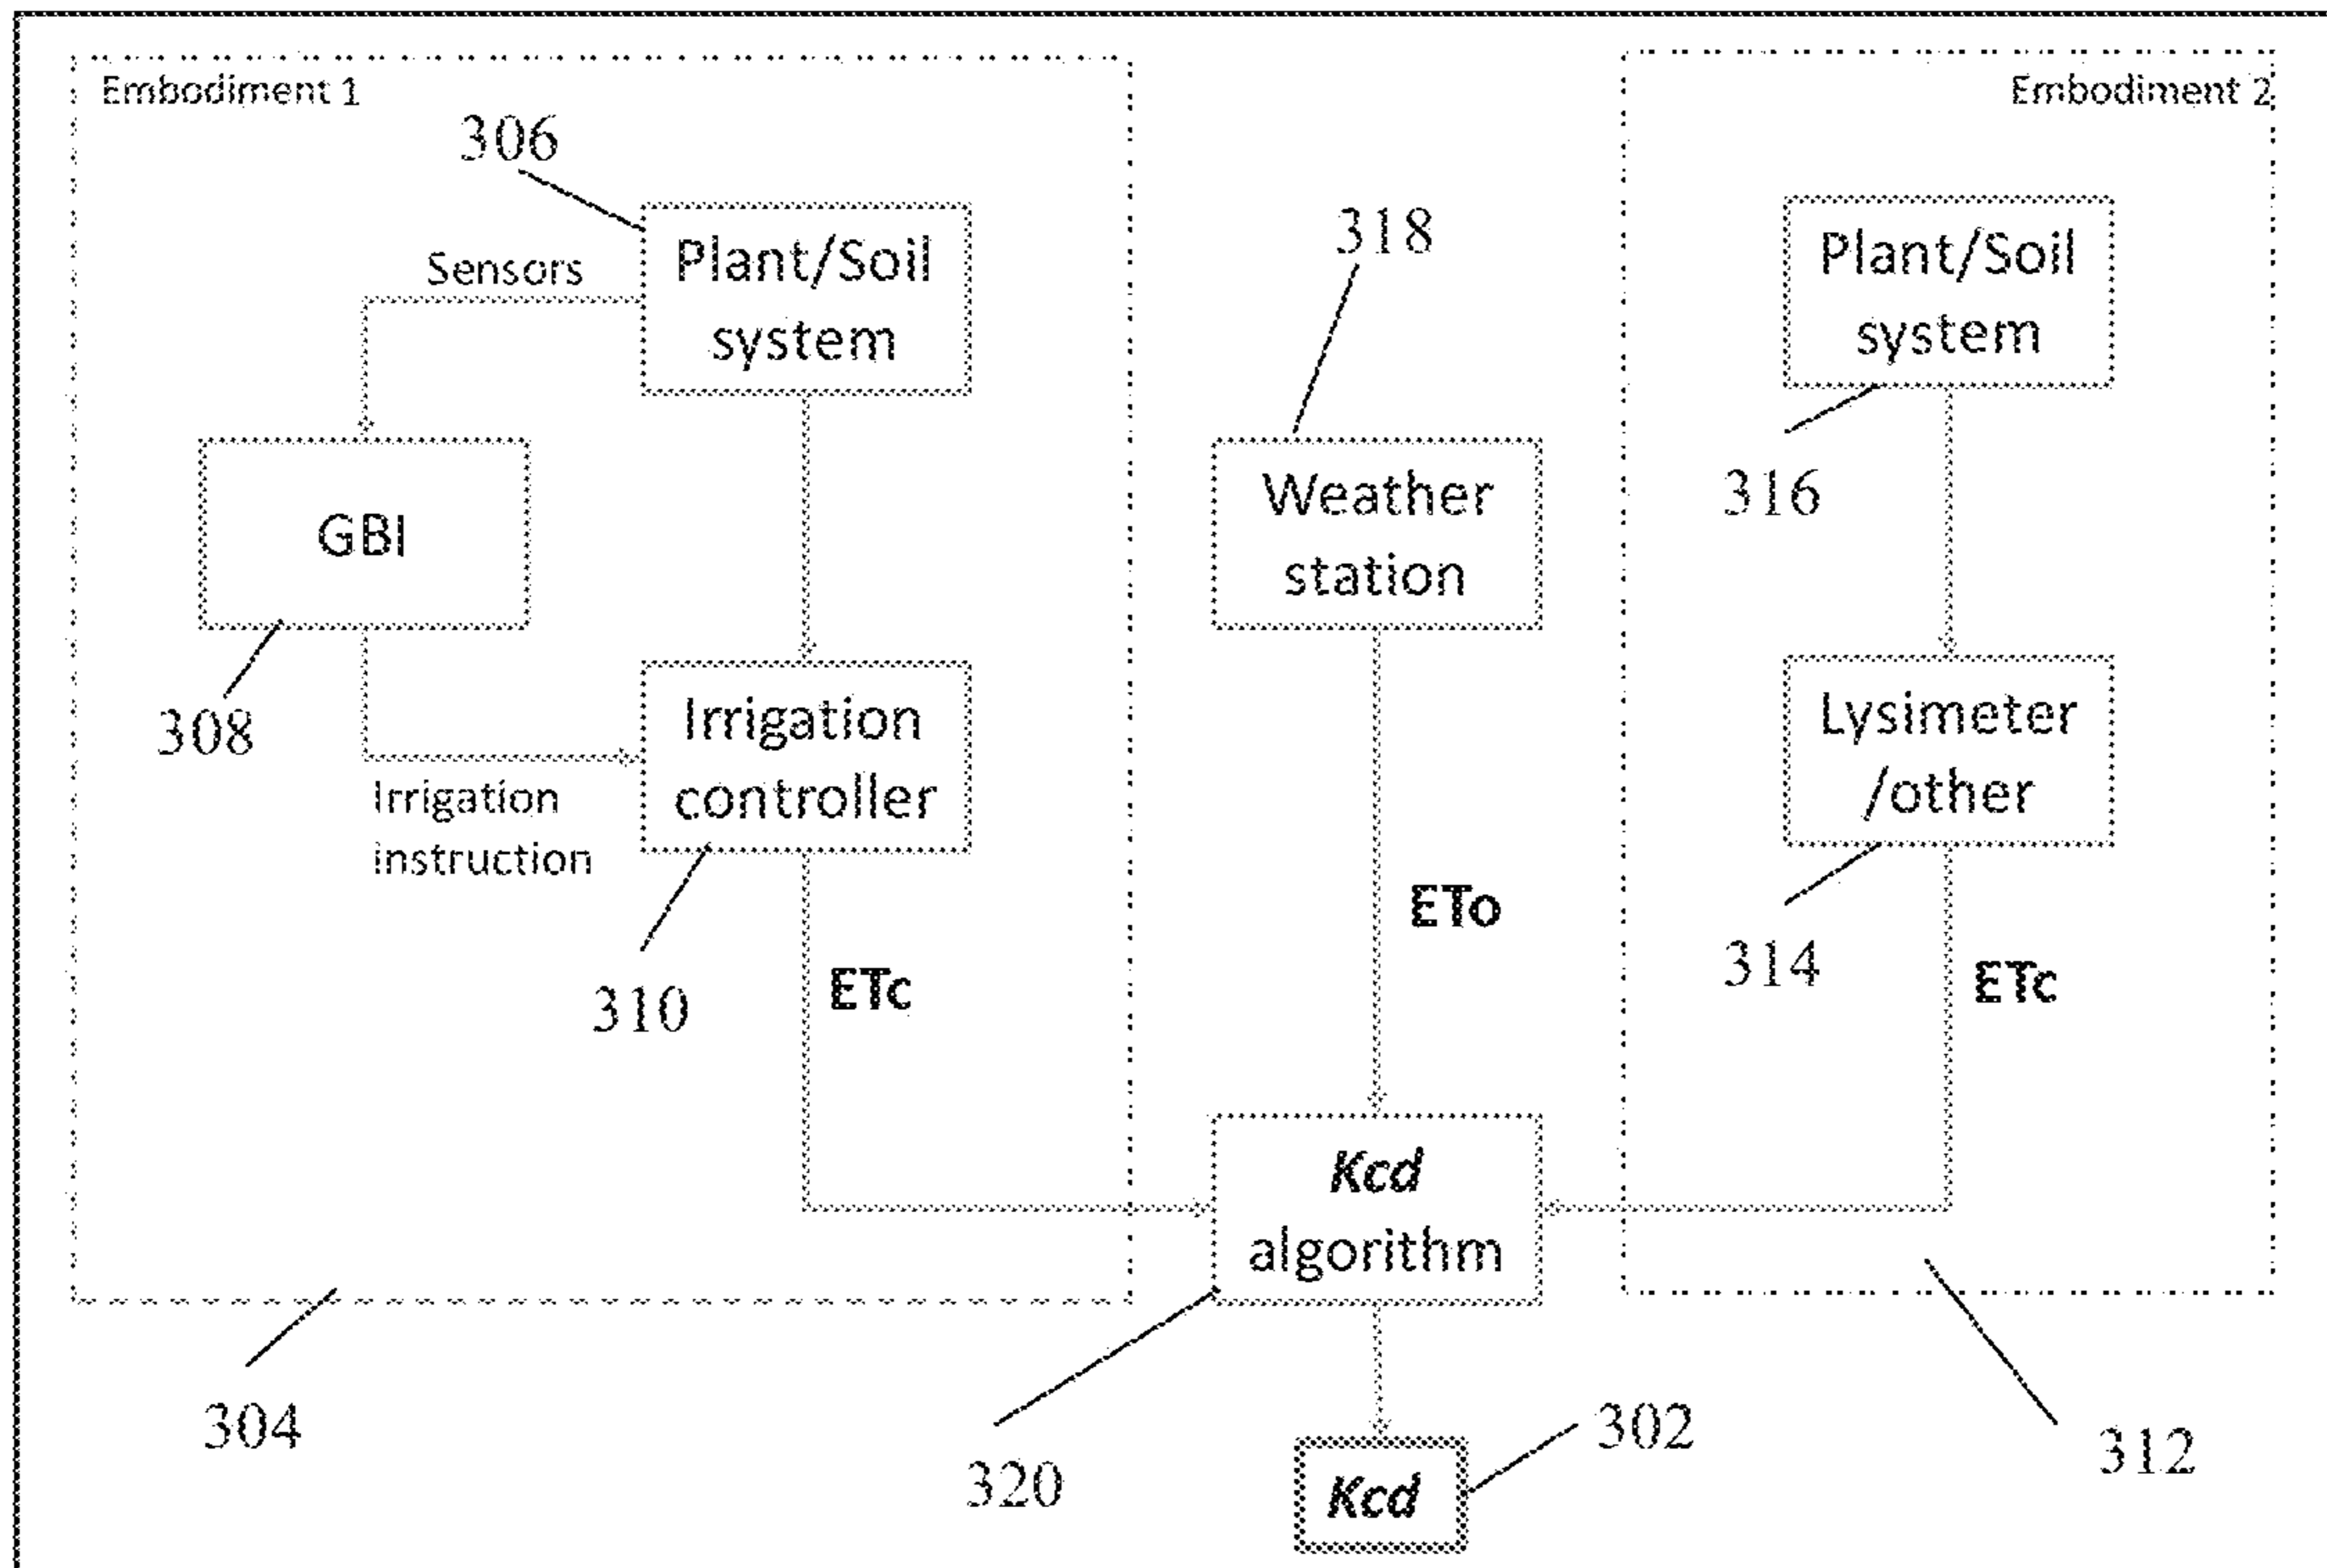 Embodiment 1
Embodiment 2
306
Plant/Soil
system
Sensors
318
Plant/Soil
system
GBI
Weather
station
316
308
Irrigation
controller
Irrigation
instruction
Lysimeter
/other
310
ETc
ETo
314
ETc
Kcd
algorithm
304
320
302
Kcd
312